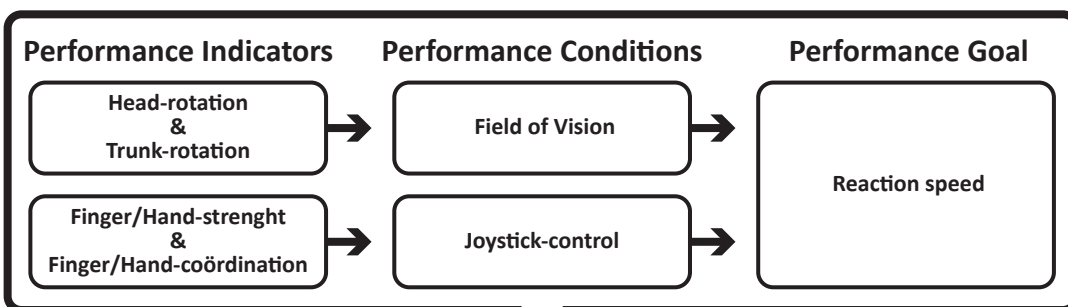 Performance Indicators
Performance Conditions
Performance Goal
Head-rotation
&
Trunk-rotation
Field of Vision
Reaction speed
Finger/Hand-strenght
&
Finger/Hand-coördination
Joystick-control